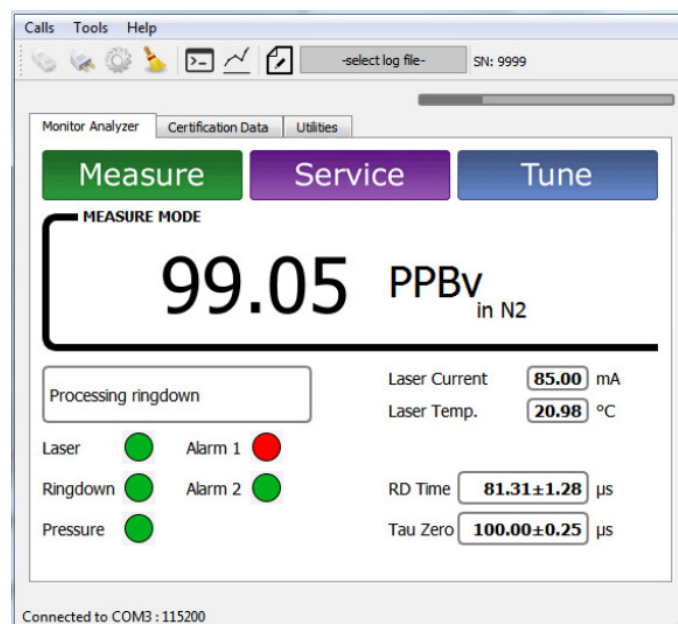 Calls Tools Help
-select log file- SN: 9999
Monitor Analyzer Certification Data Utilities
Measure Service Tune
MEASURE MODE
99.05 PPBv in N2
Processing ringdown
Laser Current 85.00 mA
Laser Temp. 20.98 °C
Laser Alarm 1
Ringdown Alarm 2 RD Time 81.31±1.28 µs
Pressure Tau Zero 100.00±0.25 µs
Connected to COM3 : 115200